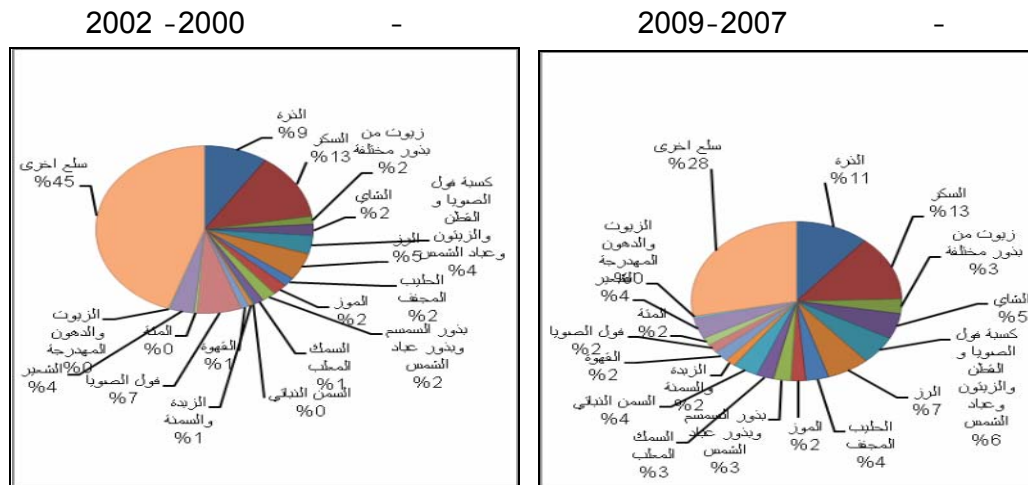 2002 -2000 -
2009-2007 -
الذرة
%9
السكر
%13
زيوت من
بذور مختلفة
%2
الشاي
%2
كسبة فول
الصويا و
القطن
والزيتون
وعباد الشمس
%4
الرز
%5
الحليب
المجفف
%2
الموز
%2
بذور السمسم
وبذور عباد
الشمس
%2
السمك
المعلب
%1
السمن النباتي
%0
الزبدة
والسمنة
%1
القهوة
%1
فول الصويا
%7
المتة
%0
الشعير
%4
الزيوت
والدهون
المهدرجة
%0
سلع اخرى
%45
الذرة
%11
السكر
%13
زيوت من
بذور مختلفة
%3
الشاي
%5
كسبة فول
الصويا و
القطن
والزيتون
وعباد
الشمس
%6
الرز
%7
الحليب
المجفف
%4
الموز
%2
بذور السمسم
وبذور عباد
الشمس
%3
السمك
المعلب
%3
السمن النباتي
%4
الزبدة
والسمنة
%2
القهوة
%2
فول الصويا
%2
المتة
%2
الشعير
%4
الزيوت
والدهون
المهدرجة
%0
سلع اخرى
%28